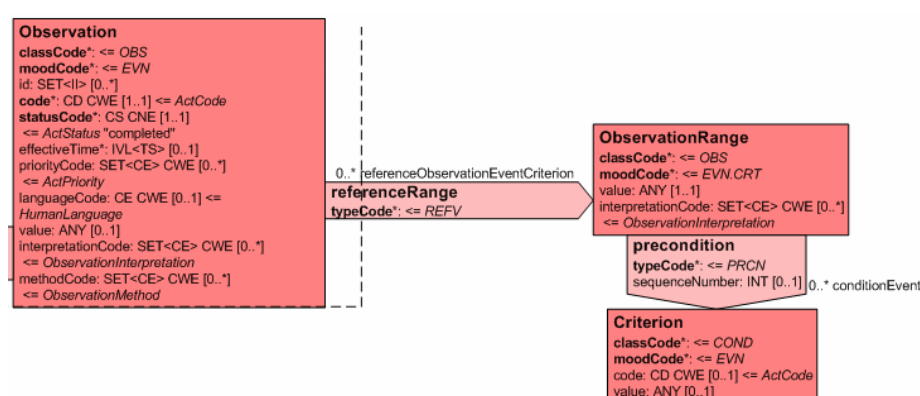 Observation
classCode*: <= OBS
moodCode*: <= EVN
id: SET<II> [0..*]
code*: CD CWE [1..1] <= ActCode
statusCode*: CS CNE [1..1]
<= ActStatus "completed"
effectiveTime*: IVL<TS> [0..1]
priorityCode: SET<CE> CWE [0..*]
<= ActPriority
languageCode: CE CWE [0..1] <=
HumanLanguage
value: ANY [0..1]
interpretationCode: SET<CE> CWE [0..*]
<= ObservationInterpretation
methodCode: SET<CE> CWE [0..*]
<= ObservationMethod
0..* referenceObservationEventCriterion
referenceRange
typeCode*: <= REFV
ObservationRange
classCode*: <= OBS
moodCode*: <= EVN.CRT
value: ANY [1..1]
interpretationCode: SET<CE> CWE [0..*]
<= ObservationInterpretation
precondition
typeCode*: <= PRCN
sequenceNumber: INT [0..1]
0..* conditionEvent
Criterion
classCode*: <= COND
moodCode*: <= EVN
code: CD CWE [0..1] <= ActCode
value: ANY [0..1]